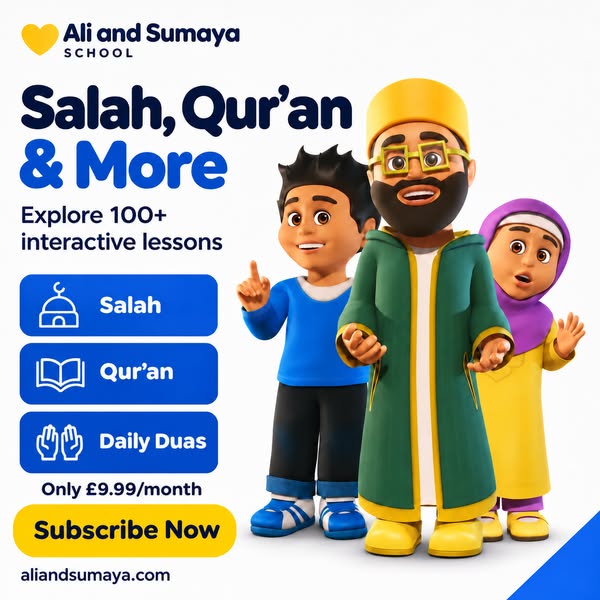 Ali and Sumaya
SCHOOL
Salah, Qur'an
& More
Explore 100+
interactive lessons
Salah
Qur'an
Daily Duas
Only £9.99/month
Subscribe Now
aliandsumaya.com